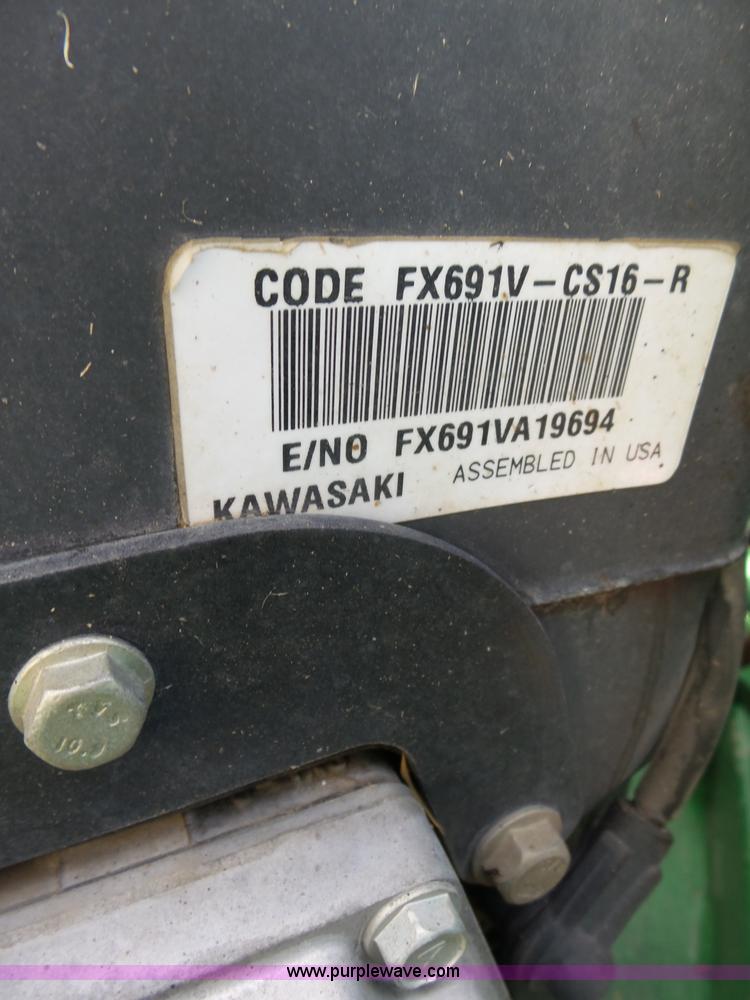 CODE FX691V-CS16-R
E/NO FX691VA19694
KAWASAKI ASSEMBLED IN USA
www.purplewave.com